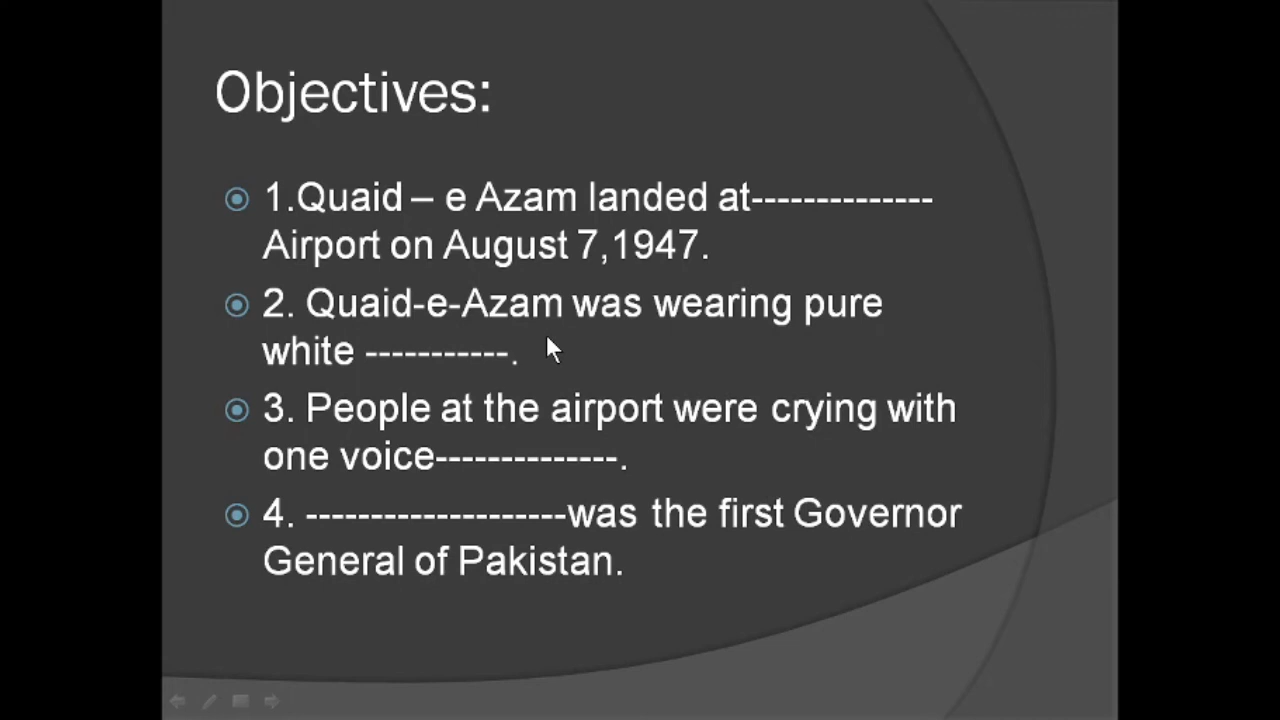 Objectives:
1.Quaid – e Azam landed at--------------
Airport on August 7,1947.
2. Quaid-e-Azam was wearing pure
white -----------.
3. People at the airport were crying with
one voice--------------.
4. --------------------was the first Governor
General of Pakistan.